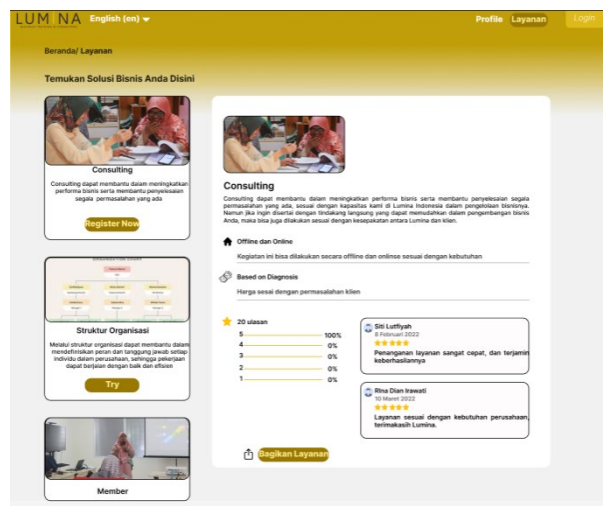 LUMINA
English (en)
Profile
Layanan
Login
Beranda/ Layanan
Temukan Solusi Bisnis Anda Disini
Consulting
Consulting dapat membantu dalam meningkatkan
performa bisnis serta membantu penyelesaian
segala permasalahan yang ada
Register Now
Struktur Organisasi
Melalui struktur organisasi dapat membantu dalam
mendefinisikan peran dan tanggung jawab setiap
individu dalam perusahaan, sehingga pekerjaan
dapat berjalan dengan baik dan efisien
Try
Member
Consulting
Consulting dapat membantu dalam meningkatkan performa bisnis serta membantu penyelesaian segala
permasalahan yang ada, sesuai dengan kapasitas kami di Lumina Indonesia dalam pengelolaan bisnisnya.
Namun jika ingin disertai dengan tindakang langsung yang dapat memudahkan dalam pengembangan bisnis
Anda, maka bisa juga dilakukan sesuai dengan kesepakatan antara Lumina dan klien.
Offline dan Online
Kegiatan ini bisa dilakukan secara offline dan onlinse sesuai dengan kebutuhan
Based on Diagnosis
Harga sesai dengan permasalahan klien
20 ulasan
5 100%
4 0%
3 0%
2 0%
1 0%
Siti Lutfiyah
8 Februari 2022
Penanganan layanan sangat cepat, dan terjamin
keberhasilannya
RIna Dian Irawati
10 Maret 2022
Layanan sesuai dengan kebutuhan perusahaan,
terimakasih Lumina.
Bagikan Layanan